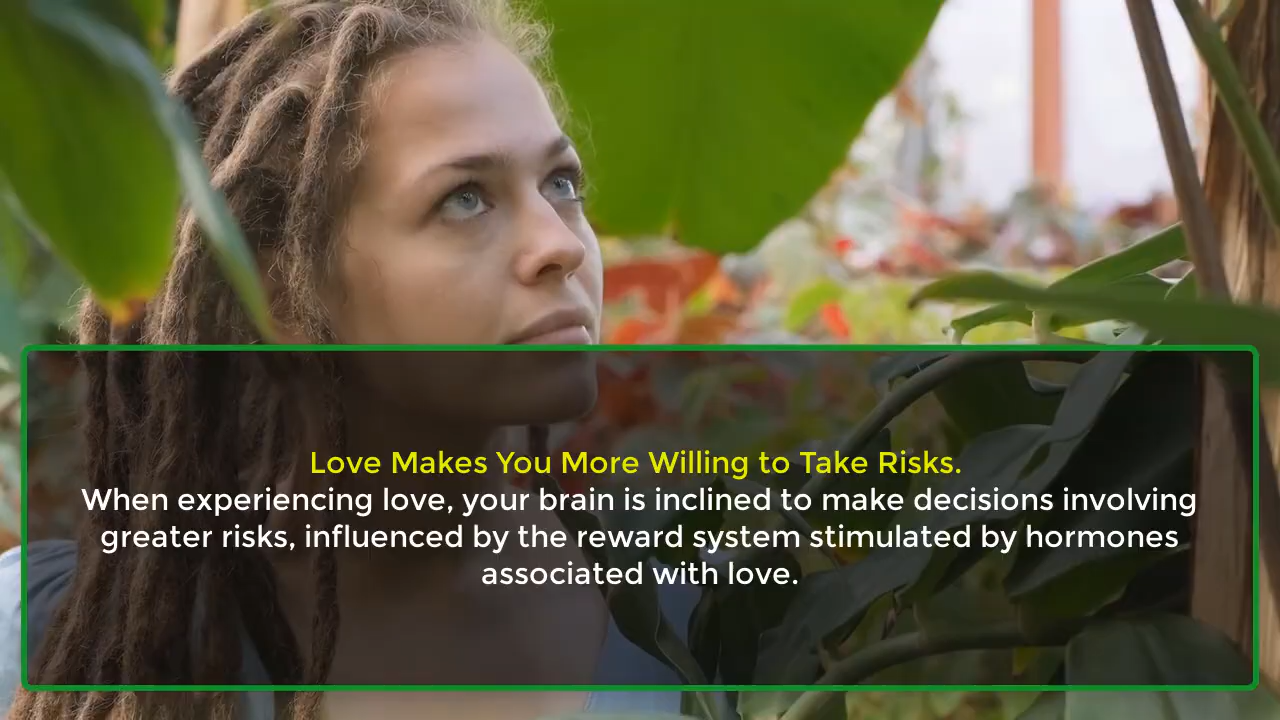 Love Makes You More Willing to Take Risks.
When experiencing love, your brain is inclined to make decisions involving
greater risks, influenced by the reward system stimulated by hormones
associated with love.